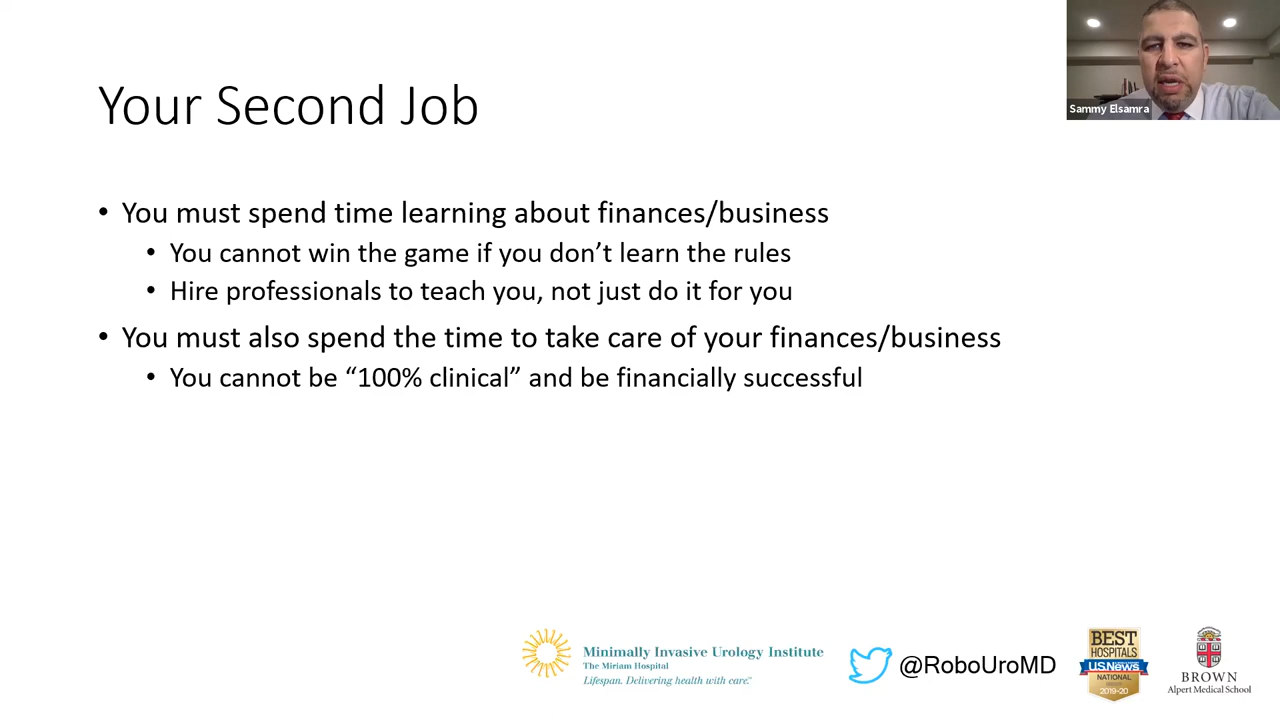 Your Second Job
Sammy Elsamra
• You must spend time learning about finances/business
• You cannot win the game if you don’t learn the rules
• Hire professionals to teach you, not just do it for you
• You must also spend the time to take care of your finances/business
• You cannot be “100% clinical” and be financially successful
Minimally Invasive Urology Institute
The Miriam Hospital
Lifespan. Delivering health with care.
@RoboUroMD
BEST
HOSPITALS
U.S.News
NATIONAL
2019-20
BROWN
Alpert Medical School